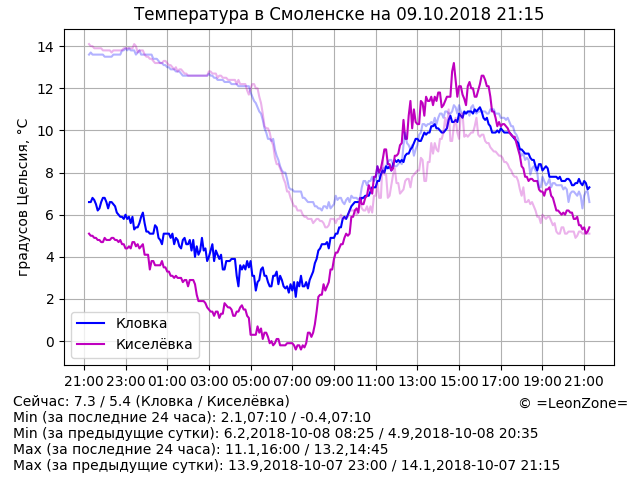 Температура в Смоленске на 09.10.2018 21:15
градусов Цельсия, °C
14
12
10
8
6
4
2
0
Кловка
Киселёвка
21:00 23:00 01:00 03:00 05:00 07:00 09:00 11:00 13:00 15:00 17:00 19:00 21:00
Сейчас: 7.3 / 5.4 (Кловка / Киселёвка)
© =LeonZone=
Min (за последние 24 часа): 2.1,07:10 / -0.4,07:10
Min (за предыдущие сутки): 6.2,2018-10-08 08:25 / 4.9,2018-10-08 20:35
Max (за последние 24 часа): 11.1,16:00 / 13.2,14:45
Max (за предыдущие сутки): 13.9,2018-10-07 23:00 / 14.1,2018-10-07 21:15